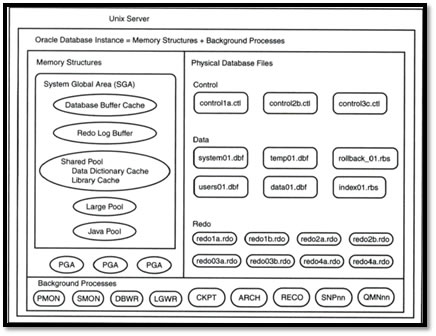 Unix Server
Oracle Database Instance = Memory Structures + Background Processes
Memory Structures
System Global Area (SGA)
Database Buffer Cache
Redo Log Buffer
Shared Pool
Data Dictionary Cache
Library Cache
Large Pool
Java Pool
PGA PGA PGA
Physical Database Files
Control
control1a.ctl control2b.ctl control3c.ctl
Data
system01.dbf temp01.dbf rollback_01.rbs
users01.dbf data01.dbf index01.rbs
Redo
redo1a.rdo redo1b.rdo redo2a.rdo redo2b.rdo
redo03a.rdo redo03b.rdo redo4a.rdo redo4a.rdo
Background Processes
PMON SMON DBWR LGWR CKPT ARCH RECO SNPnn QMNnn